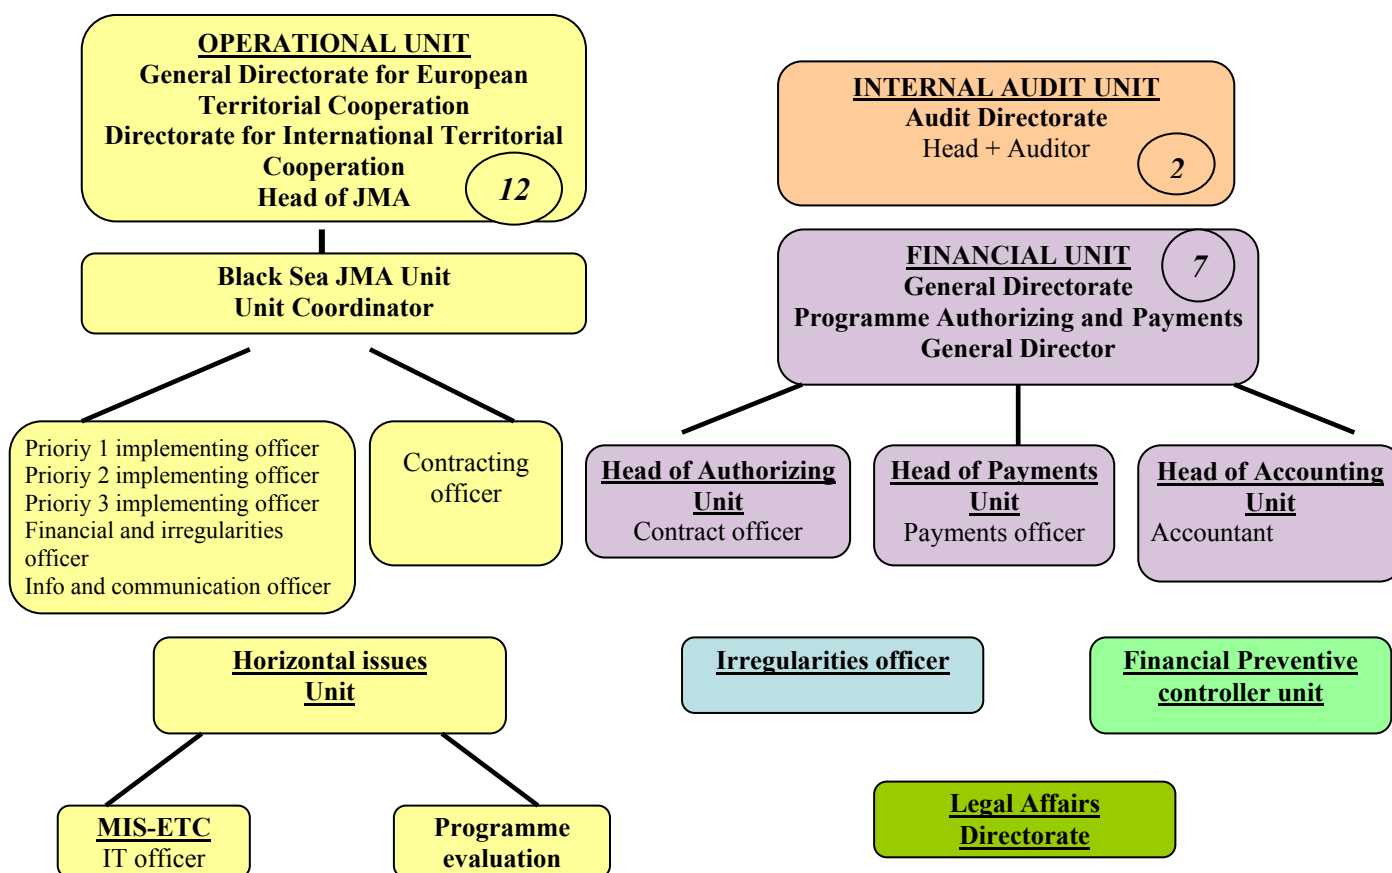 OPERATIONAL UNIT
General Directorate for European
Territorial Cooperation
Directorate for International Territorial
Cooperation
Head of JMA
12
INTERNAL AUDIT UNIT
Audit Directorate
Head + Auditor
2
Black Sea JMA Unit
Unit Coordinator
FINANCIAL UNIT
General Directorate
Programme Authorizing and Payments
General Director
7
Prioriy 1 implementing officer
Prioriy 2 implementing officer
Prioriy 3 implementing officer
Financial and irregularities
officer
Info and communication officer
Contracting
officer
Head of Authorizing
Unit
Contract officer
Head of Payments
Unit
Payments officer
Head of Accounting
Unit
Accountant
Horizontal issues
Unit
Irregularities officer
Financial Preventive
controller unit
MIS-ETC
IT officer
Programme
evaluation
Legal Affairs
Directorate